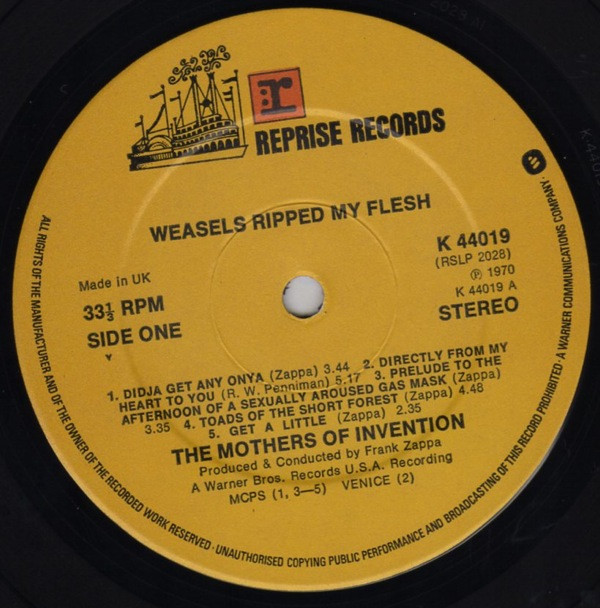 r
REPRISE RECORDS
WEASELS RIPPED MY FLESH
Made in UK
33⅓ RPM
SIDE ONE
Y
K 44019
(RSLP 2028)
Ⓟ 1970
K 44019 A
STEREO
1. DIDJA GET ANY ONYA (Zappa) 3.44 2. DIRECTLY FROM MY
HEART TO YOU (R. W. Penniman) 5.17 3. PRELUDE TO THE
AFTERNOON OF A SEXUALLY AROUSED GAS MASK (Zappa)
3.35 4. TOADS OF THE SHORT FOREST (Zappa) 4.48
5. GET A LITTLE (Zappa) 2.35
THE MOTHERS OF INVENTION
Produced & Conducted by Frank Zappa
A Warner Bros. Records U.S.A. Recording
MCPS (1, 3—5) VENICE (2)
ALL RIGHTS OF THE MANUFACTURER AND OF THE OWNER OF THE RECORDED WORK RESERVED · UNAUTHORISED COPYING PUBLIC PERFORMANCE AND BROADCASTING OF THIS RECORD PROHIBITED · A WARNER COMMUNICATIONS COMPANY ·